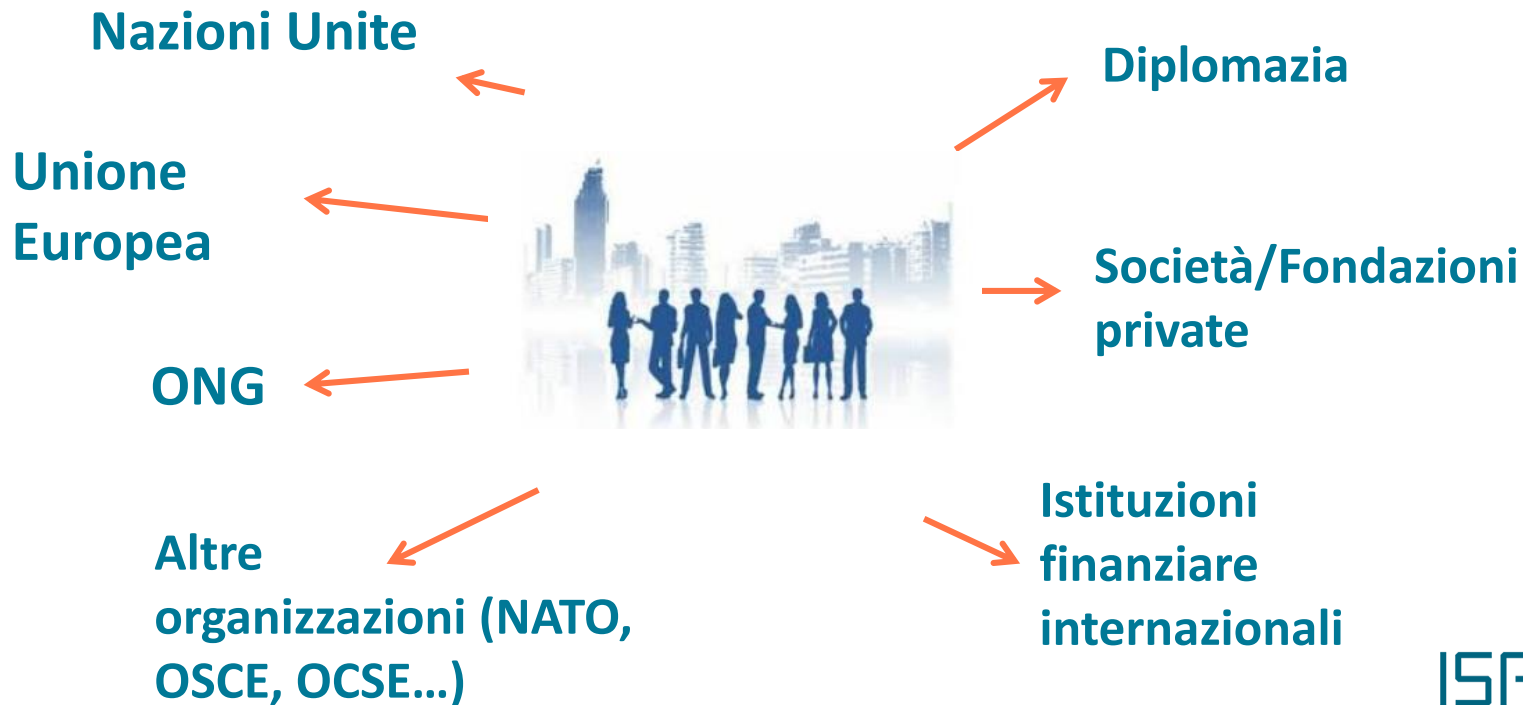 Nazioni Unite
Diplomazia
Unione
Europea
Società/Fondazioni
private
ONG
Istituzioni
finanziare
internazionali
Altre
organizzazioni (NATO,
OSCE, OCSE…)